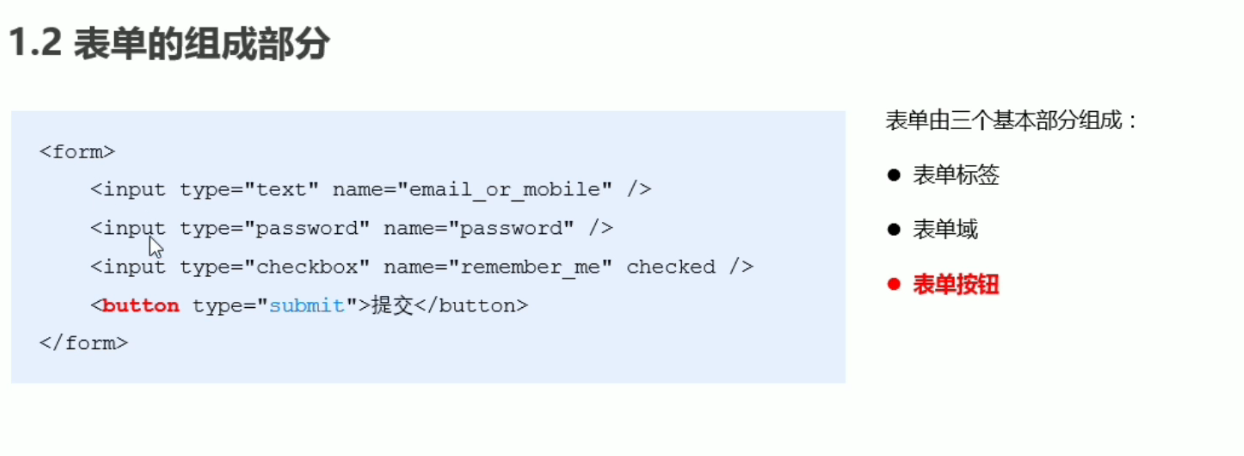 1.2 表单的组成部分
<form>
<input type="text" name="email_or_mobile" />
<input type="password" name="password" />
<input type="checkbox" name="remember_me" checked />
<button type="submit">提交</button>
</form>
表单由三个基本部分组成：
● 表单标签
● 表单域
● 表单按钮